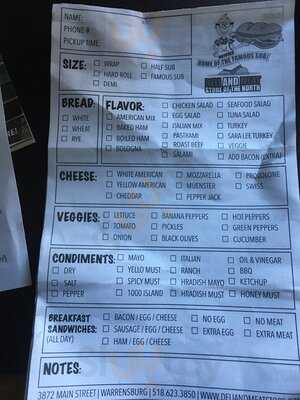 NAME:
PHONE #
PICKUP TIME:
HOME OF THE FAMOUS SUB!
AND MEAT
STORE OF THE NORTH
SIZE: WRAP HALF SUB
HARD ROLL FAMOUS SUB
DEMI
BREAD: FLAVOR: CHICKEN SALAD SEAFOOD SALAD
WHITE AMERICAN MIX EGG SALAD TUNA SALAD
WHEAT BAKED HAM ITALIAN MIX TURKEY
RYE BOILED HAM PASTRAMI SARA LEE TURKEY
BOLOGNA ROAST BEEF VEGGIE
SALAMI ADD BACON (EXTRA)
CHEESE: WHITE AMERICAN MOZZARELLA PROVOLONE
YELLOW AMERICAN MUENSTER SWISS
CHEDDAR PEPPER JACK
VEGGIES: LETTUCE BANANA PEPPERS HOT PEPPERS
TOMATO PICKLES GREEN PEPPERS
ONION BLACK OLIVES CUCUMBER
CONDIMENTS: MAYO ITALIAN OIL & VINEGAR
DRY YELLO MUST RANCH BBQ
SALT SPICY MUST HRADISH MAYO KETCHUP
PEPPER 1000 ISLAND HRADISH MUST HONEY MUST
BREAKFAST BACON / EGG / CHEESE NO EGG NO MEAT
SANDWICHES: SAUSAGE / EGG / CHEESE EXTRA EGG EXTRA MEAT
(ALL DAY) HAM / EGG / CHEESE
NOTES:
3872 MAIN STREET | WARRENSBURG | 518.623.3850 |